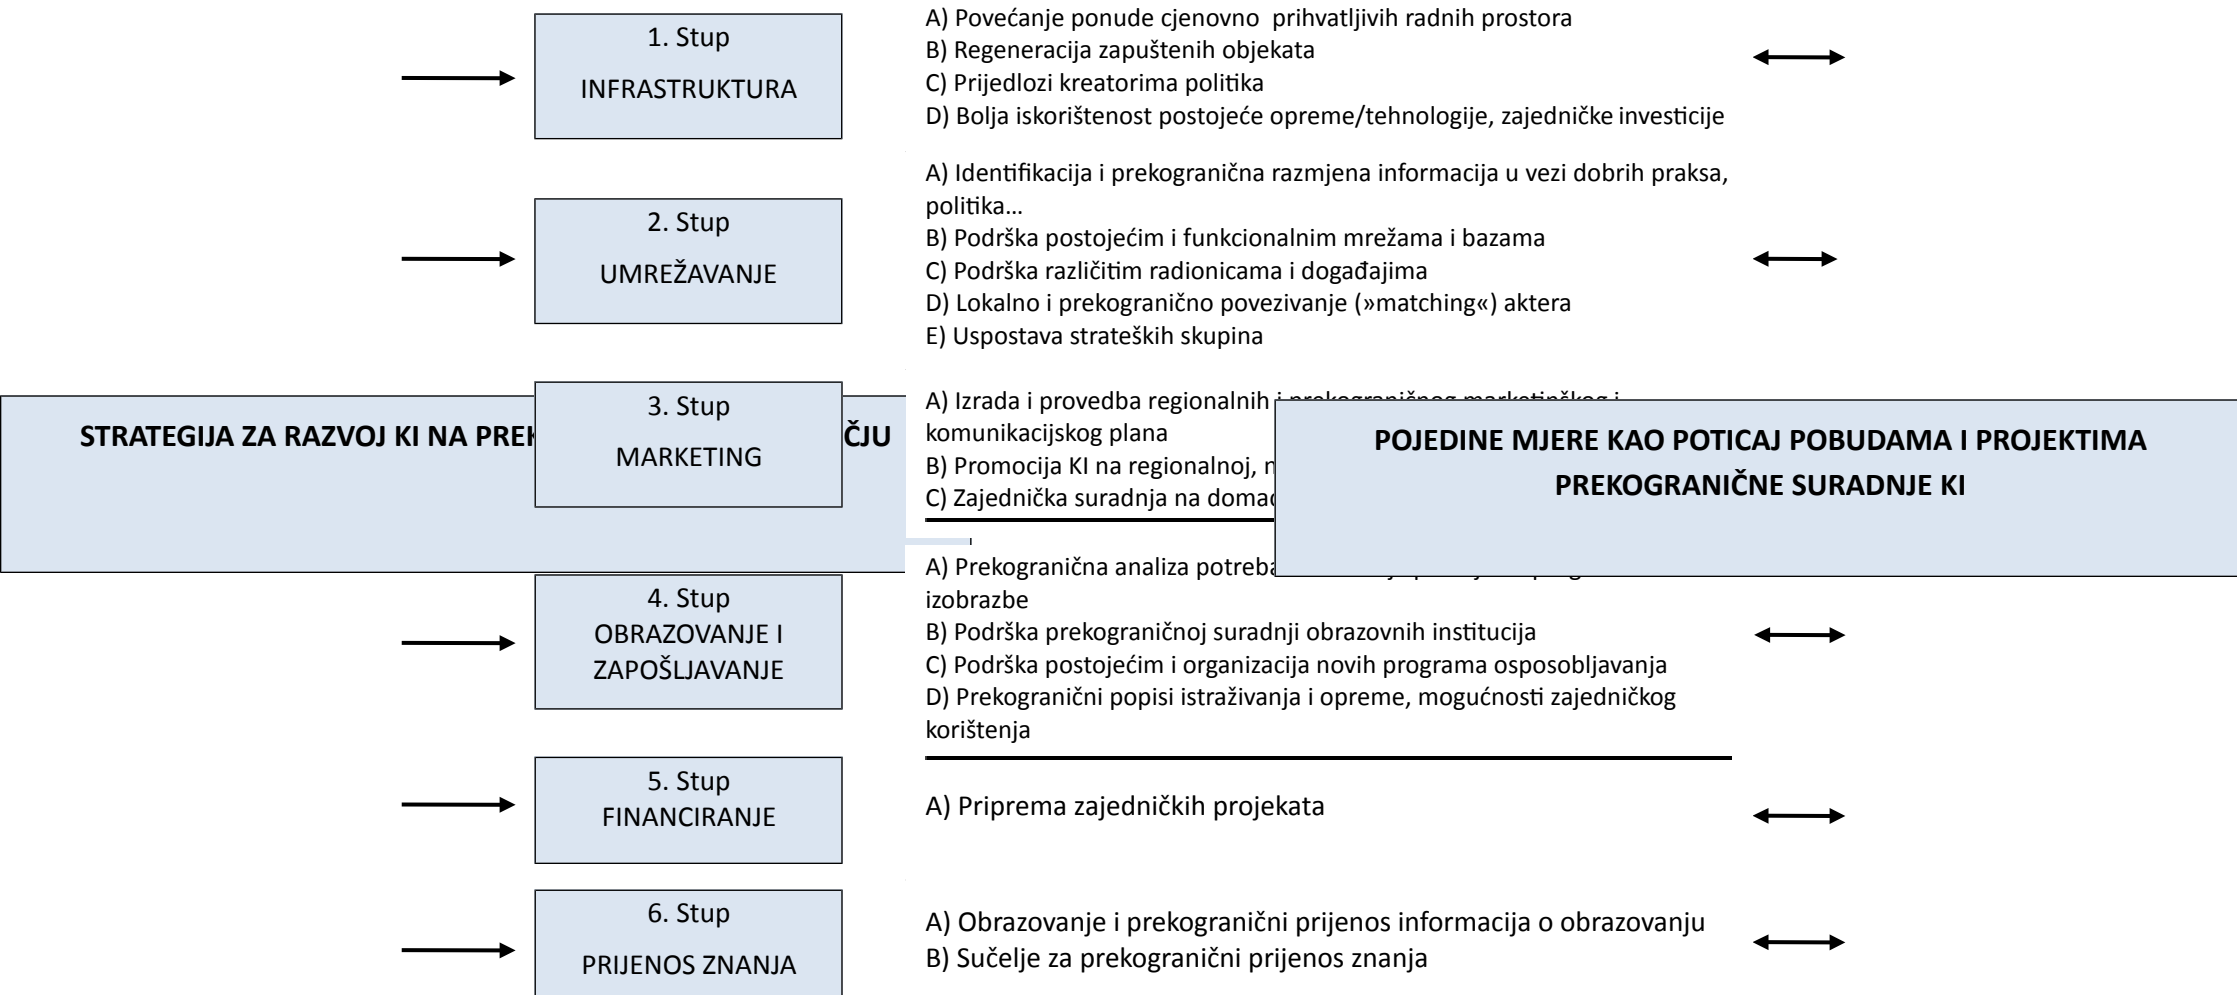 1. Stup
INFRASTRUKTURA
A) Povećanje ponude cjenovno prihvatljivih radnih prostora
B) Regeneracija zapuštenih objekata
C) Prijedlozi kreatorima politika
D) Bolja iskorištenost postojeće opreme/tehnologije, zajedničke investicije
2. Stup
UMREŽAVANJE
A) Identifikacija i prekogranična razmjena informacija u vezi dobrih praksa,
politika...
B) Podrška postojećim i funkcionalnim mrežama i bazama
C) Podrška različitim radionicama i događajima
D) Lokalno i prekogranično povezivanje (»matching«) aktera
E) Uspostava strateških skupina
STRATEGIJA ZA RAZVOJ KI NA PREK ČJU
3. Stup
MARKETING
A) Izrada i provedba regionalnih i prekograničnog marketinškog i
komunikacijskog plana
B) Promocija KI na regionalnoj,
C) Zajednička suradnja na
POJEDINE MJERE KAO POTICAJ POBUDAMA I PROJEKTIMA
PREKOGRANIČNE SURADNJE KI
4. Stup
OBRAZOVANJE I
ZAPOŠLJAVANJE
A) Prekogranična analiza potreba
izobrazbe
B) Podrška prekograničnoj suradnji obrazovnih institucija
C) Podrška postojećim i organizacija novih programa osposobljavanja
D) Prekogranični popisi istraživanja i opreme, mogućnosti zajedničkog
korištenja
5. Stup
FINANCIRANJE
A) Priprema zajedničkih projekata
6. Stup
PRIJENOS ZNANJA
A) Obrazovanje i prekogranični prijenos informacija o obrazovanju
B) Sučelje za prekogranični prijenos znanja